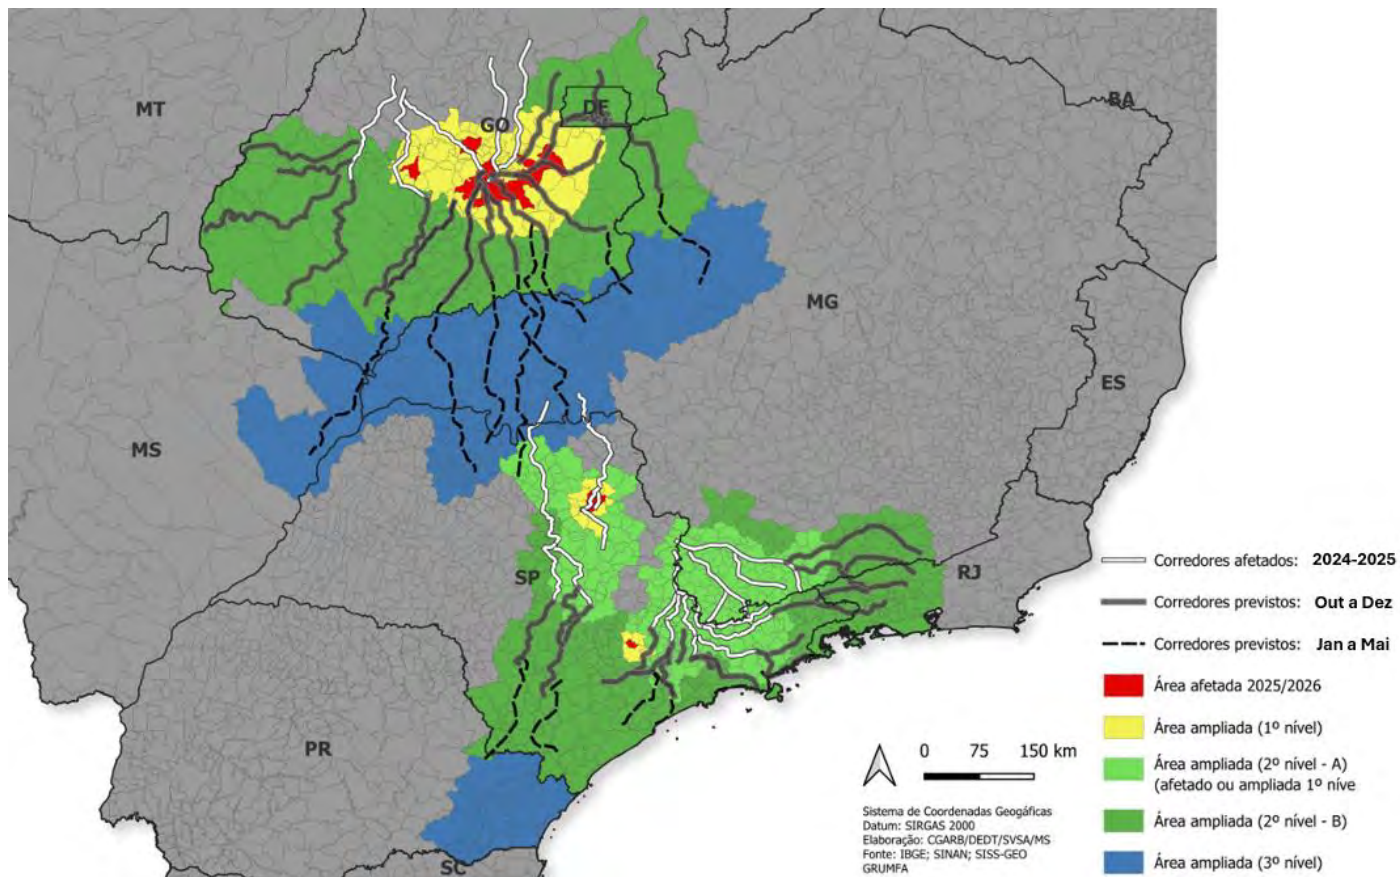 MT
GO
DF
BA
MG
ES
MS
SP
RJ
PR
SC
Corredores afetados: 2024-2025
Corredores previstos: Out a Dez
Corredores previstos: Jan a Mai
Área afetada 2025/2026
Área ampliada (1º nível)
Área ampliada (2º nível - A)
(afetado ou ampliada 1º níve
Área ampliada (2º nível - B)
Área ampliada (3º nível)
0 75 150 km
Sistema de Coordenadas Geográficas
Datum: SIRGAS 2000
Elaboração: CGARB/DEDT/SVSA/MS
Fonte: IBGE; SINAN; SISS-GEO
GRUMFA